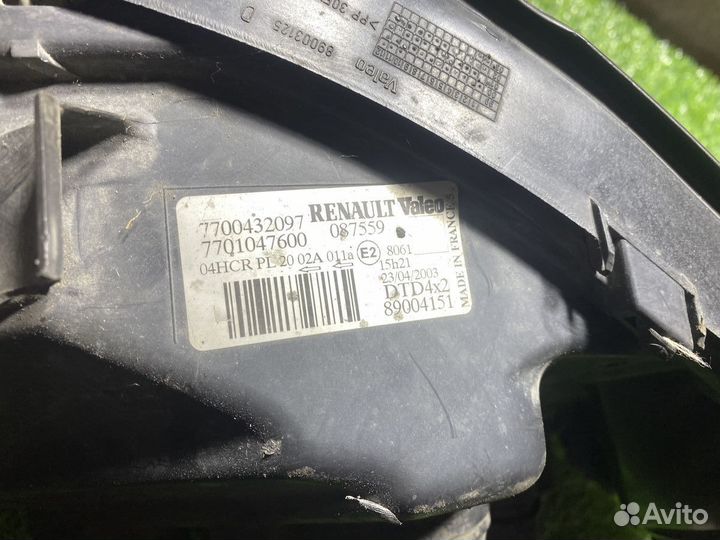 89003125 D
Valeo
7700432097 RENAULT Valeo
7701047600 087559
04HCR PL 20 02A 011a E2 8061
15h21
23/04/2003
DTD4x2
89004151
MADE IN FRANCE
Avito